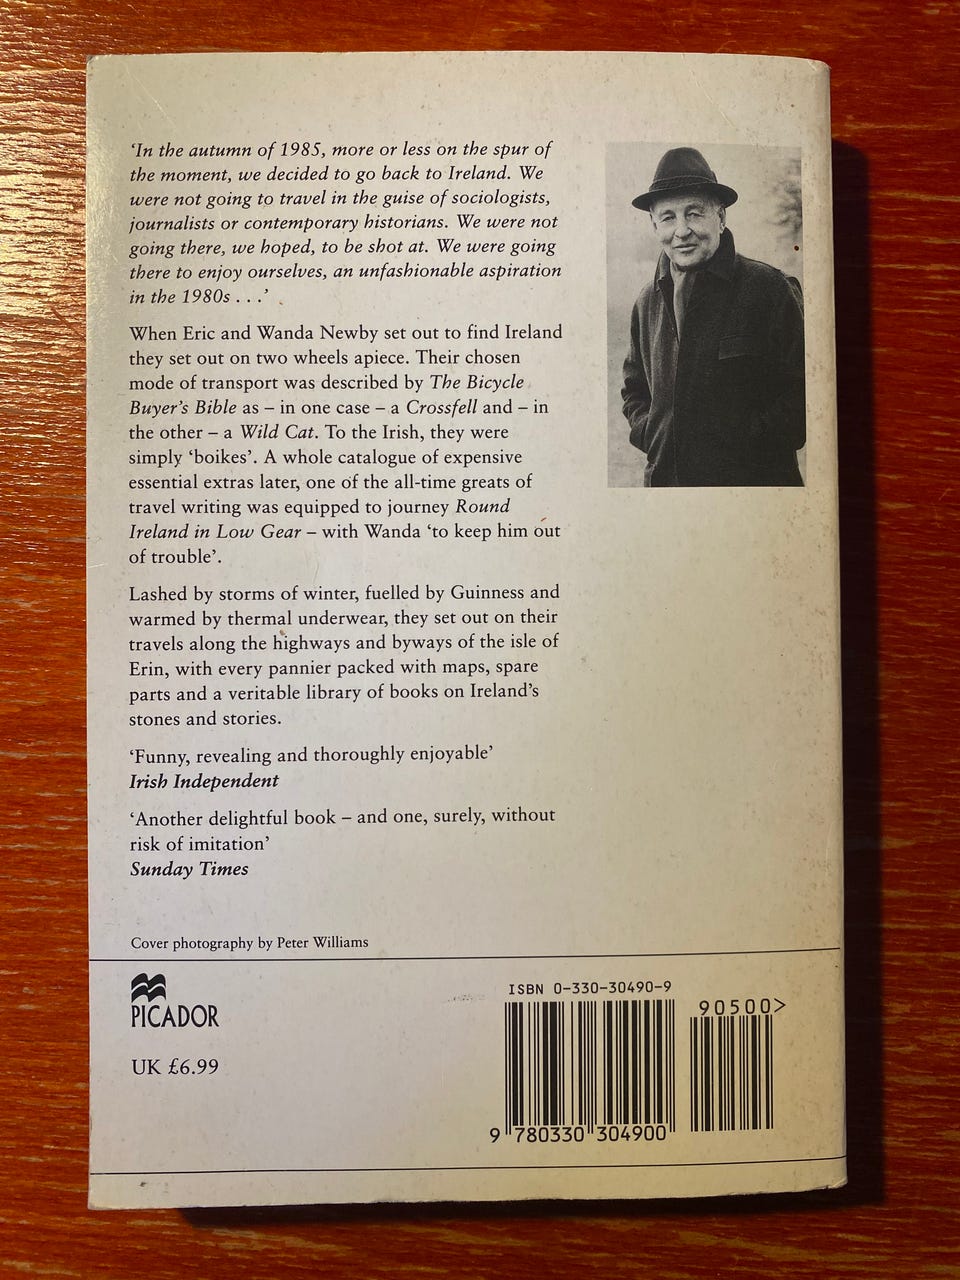 ‘In the autumn of 1985, more or less on the spur of
the moment, we decided to go back to Ireland. We
were not going to travel in the guise of sociologists,
journalists or contemporary historians. We were not
going there, we hoped, to be shot at. We were going
there to enjoy ourselves, an unfashionable aspiration
in the 1980s . . .’
When Eric and Wanda Newby set out to find Ireland
they set out on two wheels apiece. Their chosen
mode of transport was described by The Bicycle
Buyer’s Bible as – in one case – a Crossfell and – in
the other – a Wild Cat. To the Irish, they were
simply ‘boikes’. A whole catalogue of expensive
essential extras later, one of the all-time greats of
travel writing was equipped to journey Round
Ireland in Low Gear – with Wanda ‘to keep him out
of trouble’.
Lashed by storms of winter, fuelled by Guinness and
warmed by thermal underwear, they set out on their
travels along the highways and byways of the isle of
Erin, with every pannier packed with maps, spare
parts and a veritable library of books on Ireland’s
stones and stories.
‘Funny, revealing and thoroughly enjoyable’
Irish Independent
‘Another delightful book – and one, surely, without
risk of imitation’
Sunday Times
Cover photography by Peter Williams
PICADOR
UK £6.99
ISBN 0-330-30490-9
90500>
9 780330 304900